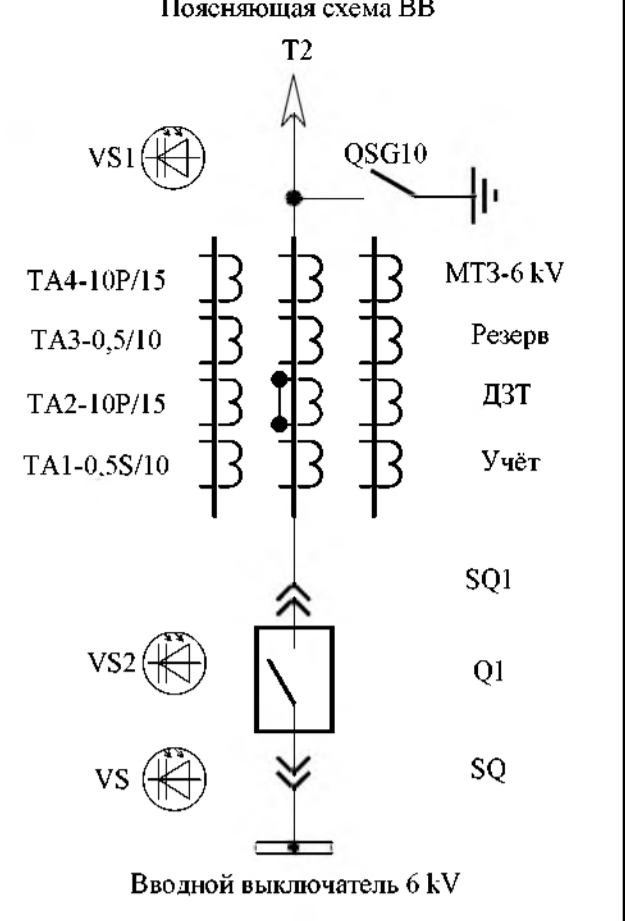 Поясняющая схема ВВ
T2
VS1
QSG10
TA4-10P/15
МТЗ-6 kV
TA3-0,5/10
Резерв
TA2-10P/15
ДЗТ
TA1-0,5S/10
Учёт
SQ1
VS2
Q1
VS
SQ
Вводной выключатель 6 kV